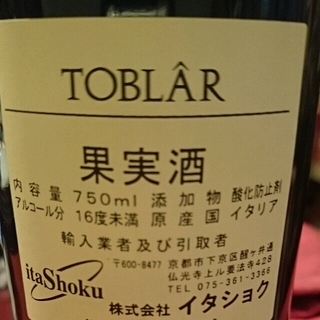 TOBLÂR
果実酒
内容量 750ml 添加物 酸化防止剤
アルコール分 16度未満 原産国 イタリア
輸入業者及び引取者
〒600-8477 京都市下京区醒ヶ井通
仏光寺上ル要法寺町428
TEL 075-361-3366
itaShoku
株式会社 イタショク